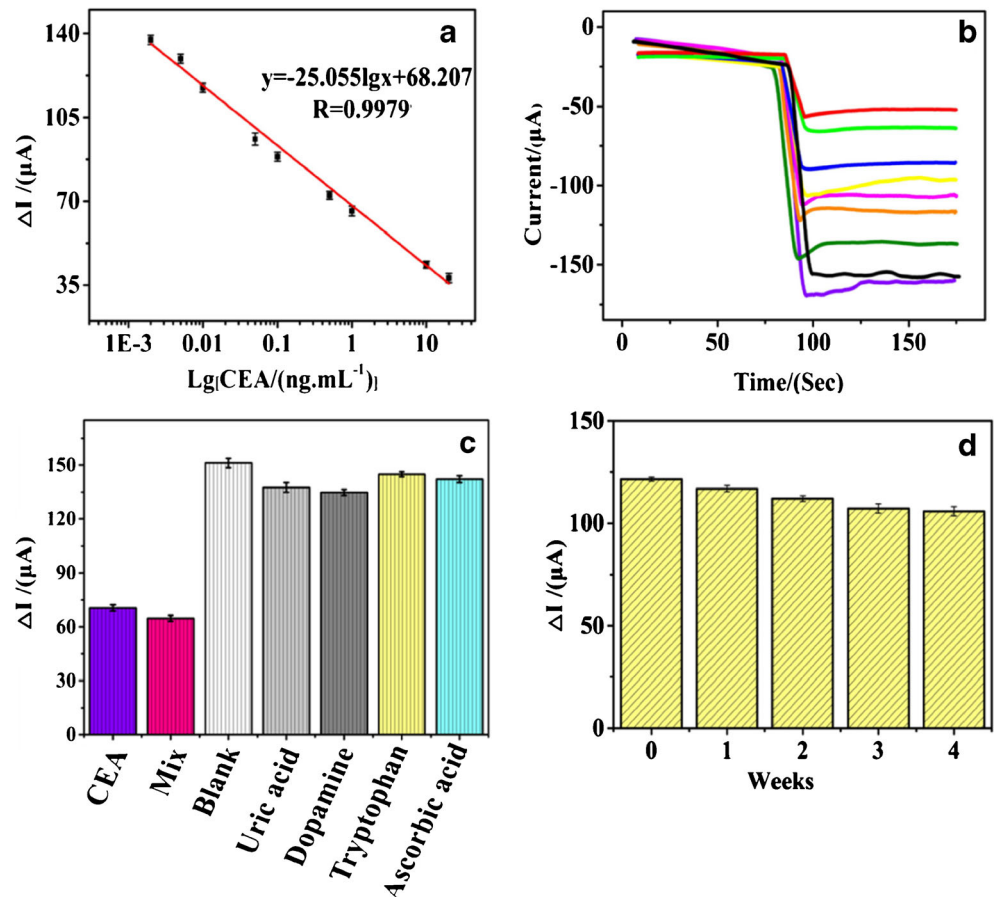 a
y=-25.055lgx+68.207
R=0.9979
140
105
70
35
△I /(μA)
1E-3 0.01 0.1 1 10
Lg[CEA/(ng.mL-1)]
b
0
-50
-100
-150
Current/(μA)
0 50 100 150
Time/(Sec)
c
150
120
90
60
30
0
△I /(μA)
CEA
Mix
Blank
Uric acid
Dopamine
Tryptophan
Ascorbic acid
d
150
100
50
0
△I /(μA)
0 1 2 3 4
Weeks